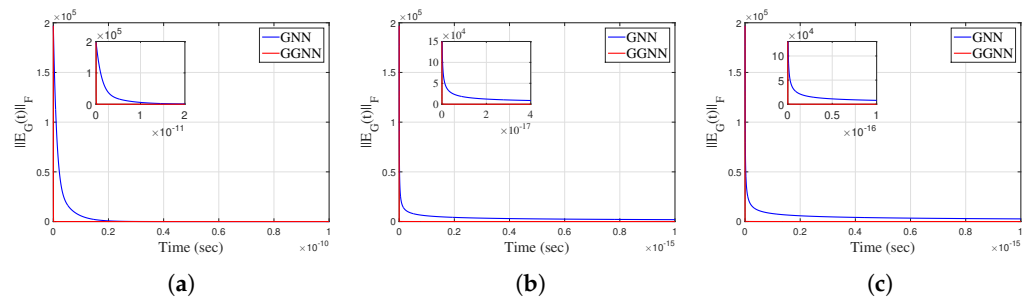 ×10^5
2
1.5
1
0.5
0
||E_G(t)||_F
GNN
GGNN
×10^5
2
1
0
0 1 2
×10^-11
0 0.2 0.4 0.6 0.8 1
Time (sec) ×10^-10
(a)
×10^5
2
1.5
1
0.5
0
||E_G(t)||_F
GNN
GGNN
15 ×10^4
10
5
0
0 2 4
×10^-17
0 0.2 0.4 0.6 0.8 1
Time (sec) ×10^-15
(b)
×10^5
2
1.5
1
0.5
0
||E_G(t)||_F
GNN
GGNN
×10^4
10
5
0
0 0.5 1
×10^-16
0 0.2 0.4 0.6 0.8 1
Time (sec) ×10^-15
(c)